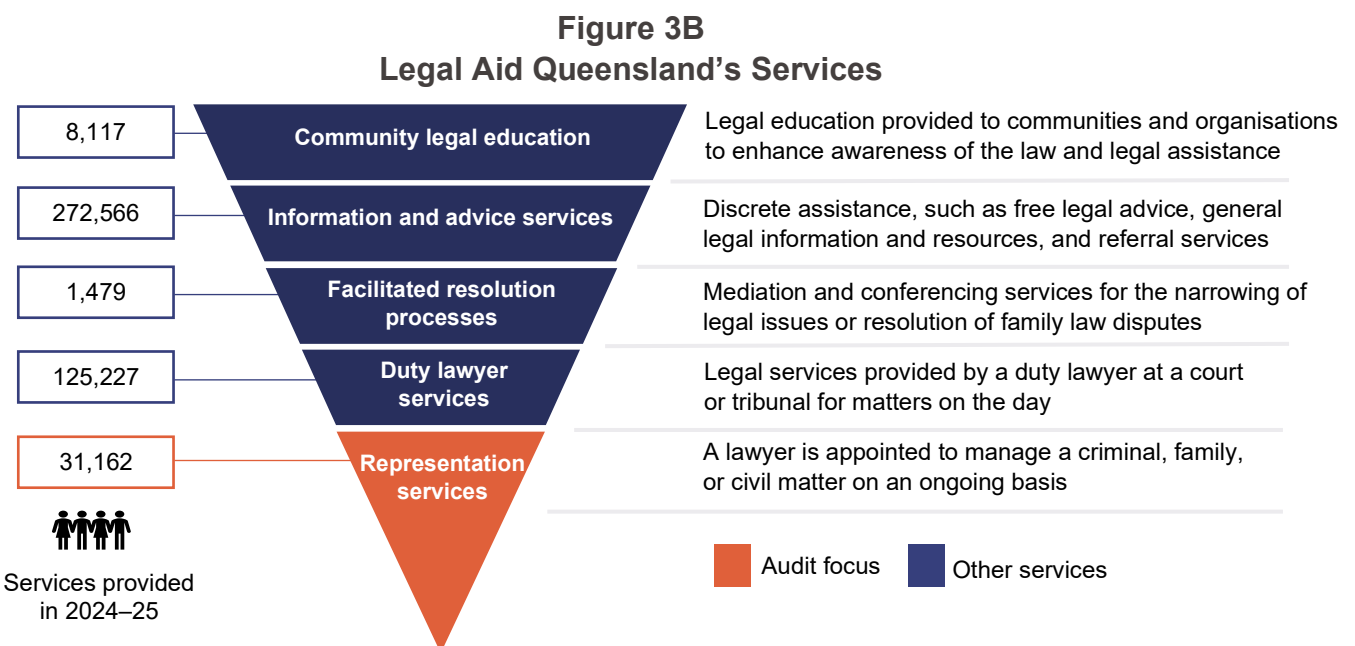 Figure 3B
Legal Aid Queensland's Services
8,117
Community legal education
Legal education provided to communities and organisations
to enhance awareness of the law and legal assistance
272,566
Information and advice services
Discrete assistance, such as free legal advice, general
legal information and resources, and referral services
1,479
Facilitated resolution
processes
Mediation and conferencing services for the narrowing of
legal issues or resolution of family law disputes
125,227
Duty lawyer
services
Legal services provided by a duty lawyer at a court
or tribunal for matters on the day
31,162
Representation
services
A lawyer is appointed to manage a criminal, family,
or civil matter on an ongoing basis
Services provided
in 2024–25
Audit focus
Other services